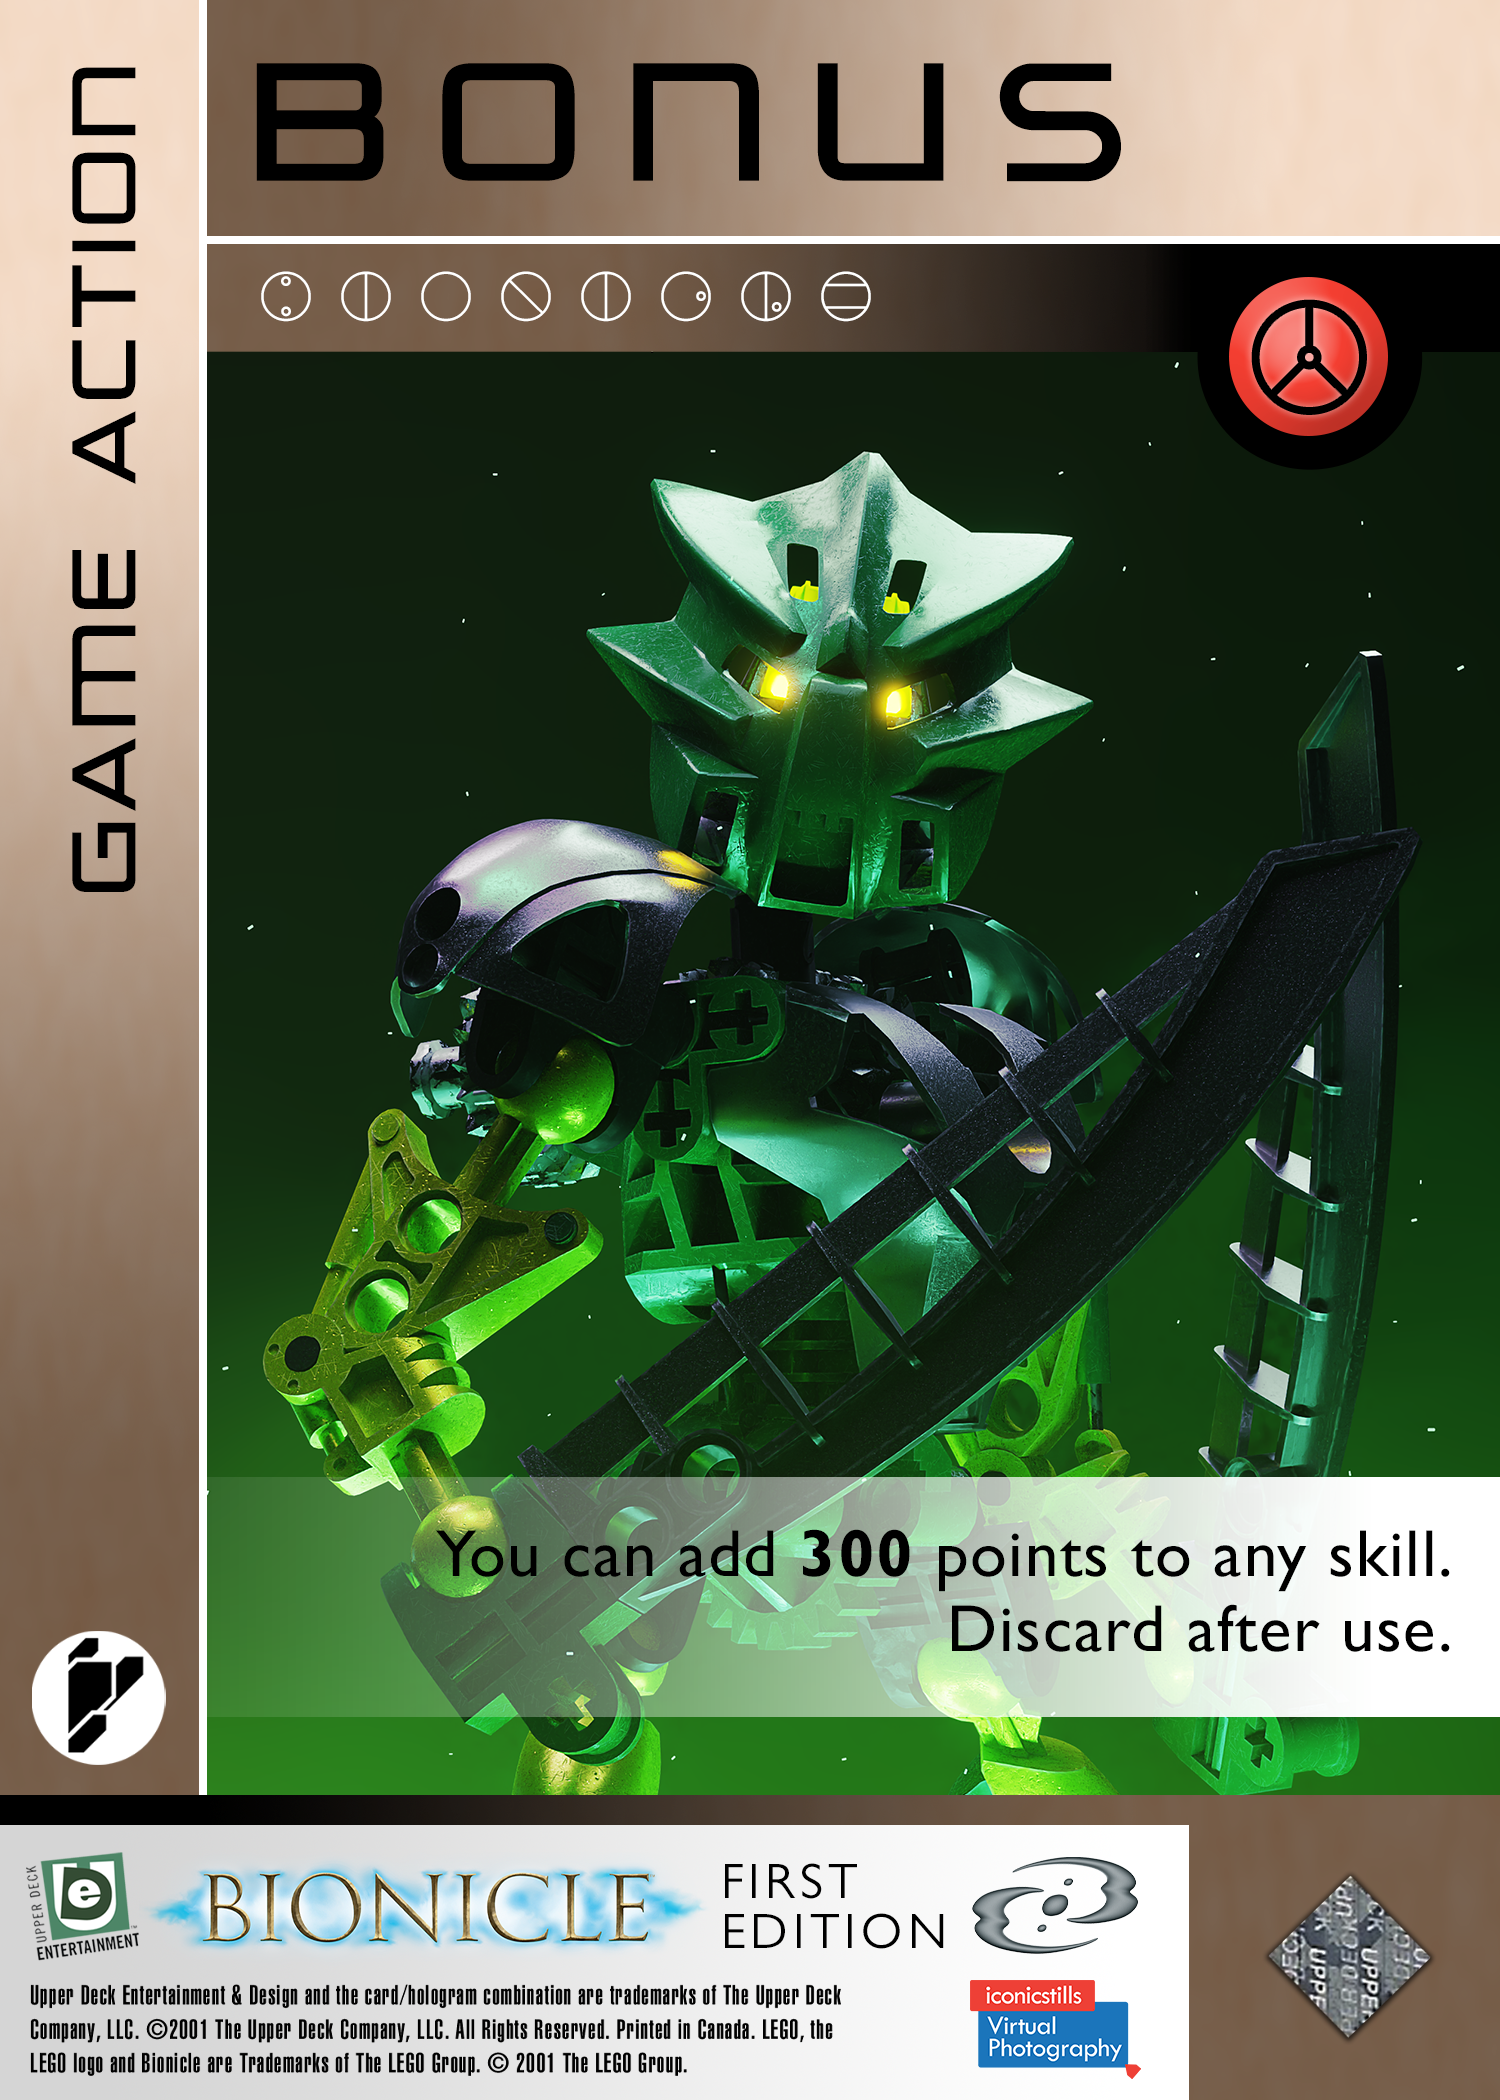 BONUS
GAME ACTION
You can add 300 points to any skill.
Discard after use.
UPPER DECK
e
ENTERTAINMENT
BIONICLE
FIRST
EDITION
Upper Deck Entertainment & Design and the card/hologram combination are trademarks of The Upper Deck
Company, LLC. ©2001 The Upper Deck Company, LLC. All Rights Reserved. Printed in Canada. LEGO, the
LEGO logo and Bionicle are Trademarks of The LEGO Group. © 2001 The LEGO Group.
iconicstills
Virtual
Photography